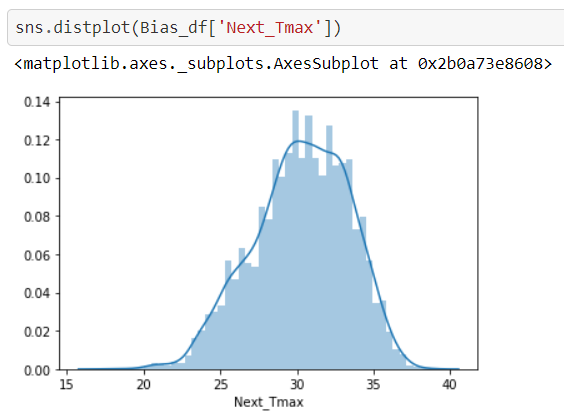 sns.distplot(Bias_df['Next_Tmax'])
<matplotlib.axes._subplots.AxesSubplot at 0x2b0a73e8608>
0.14
0.12
0.10
0.08
0.06
0.04
0.02
0.00
15 20 25 30 35 40
Next_Tmax